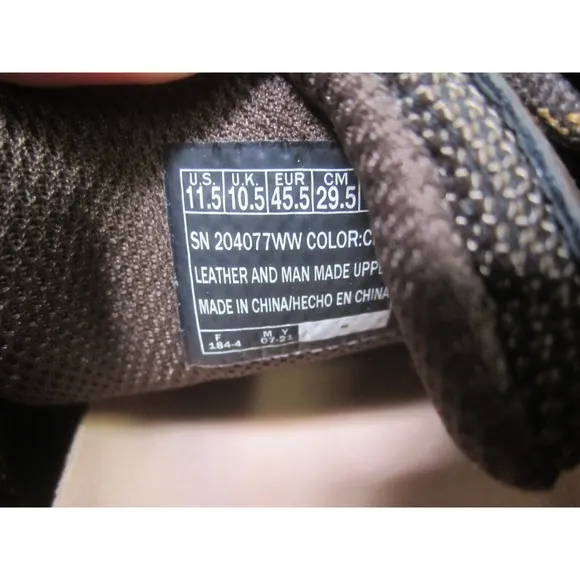 U.S. U.K. EUR CM
11.5 10.5 45.5 29.5
SN 204077WW COLOR:C
LEATHER AND MAN MADE UPP
MADE IN CHINA/HECHO EN CHINA
F M Y
184-4 07-21